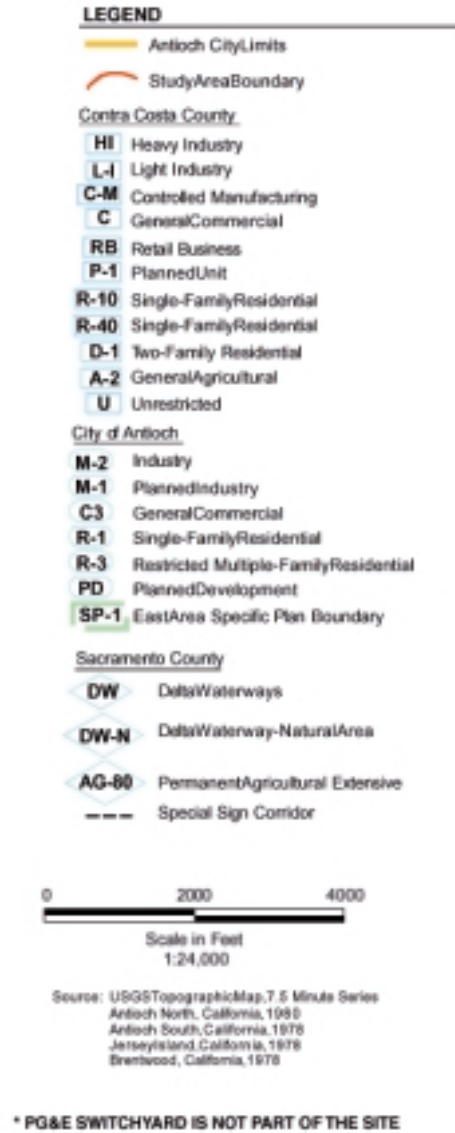 LEGEND
Antioch CityLimits
StudyAreaBoundary
Contra Costa County
HI Heavy Industry
L-I Light Industry
C-M Controlled Manufacturing
C GeneralCommercial
RB Retail Business
P-1 PlannedUnit
R-10 Single-FamilyResidential
R-40 Single-FamilyResidential
D-1 Two-Family Residential
A-2 GeneralAgricultural
U Unrestricted
City of Antioch
M-2 Industry
M-1 PlannedIndustry
C3 GeneralCommercial
R-1 Single-FamilyResidential
R-3 Restricted Multiple-FamilyResidential
PD PlannedDevelopment
SP-1 EastArea Specific Plan Boundary
Sacramento County
DW DeltaWaterways
DW-N DeltaWaterway-NaturalArea
AG-80 PermanentAgricultural Extensive
Special Sign Corridor
0 2000 4000
Scale in Feet
1:24,000
Source: USGSTopographicMap,7.5 Minute Series
Antioch North, California, 1980
Antioch South,California,1978
JerseyIsland,California,1978
Brentwood, California,1978
* PG&E SWITCHYARD IS NOT PART OF THE SITE